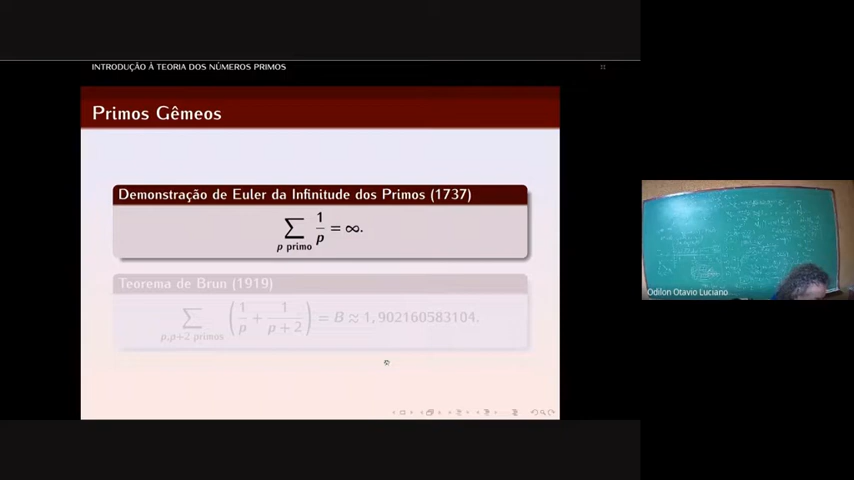 INTRODUÇÃO À TEORIA DOS NÚMEROS PRIMOS
Primos Gêmeos
Demonstração de Euler da Infinitude dos Primos (1737)
∑ 1/p = ∞.
p primo
Teorema de Brun (1919)
∑ (1/p + 1/(p+2)) = B ≈ 1,902160583104.
p,p+2 primos
Odilon Otavio Luciano